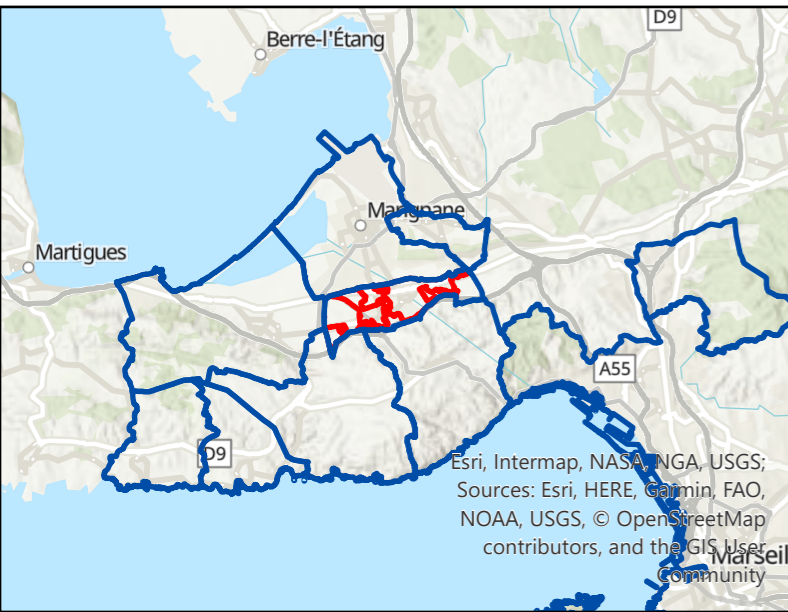 D9
Berre-l'Étang
Marignane
Martigues
A55
D9
Esri, Intermap, NASA, NGA, USGS;
Sources: Esri, HERE, Garmin, FAO,
NOAA, USGS, © OpenStreetMap
contributors, and the GIS User
Marseil
Community